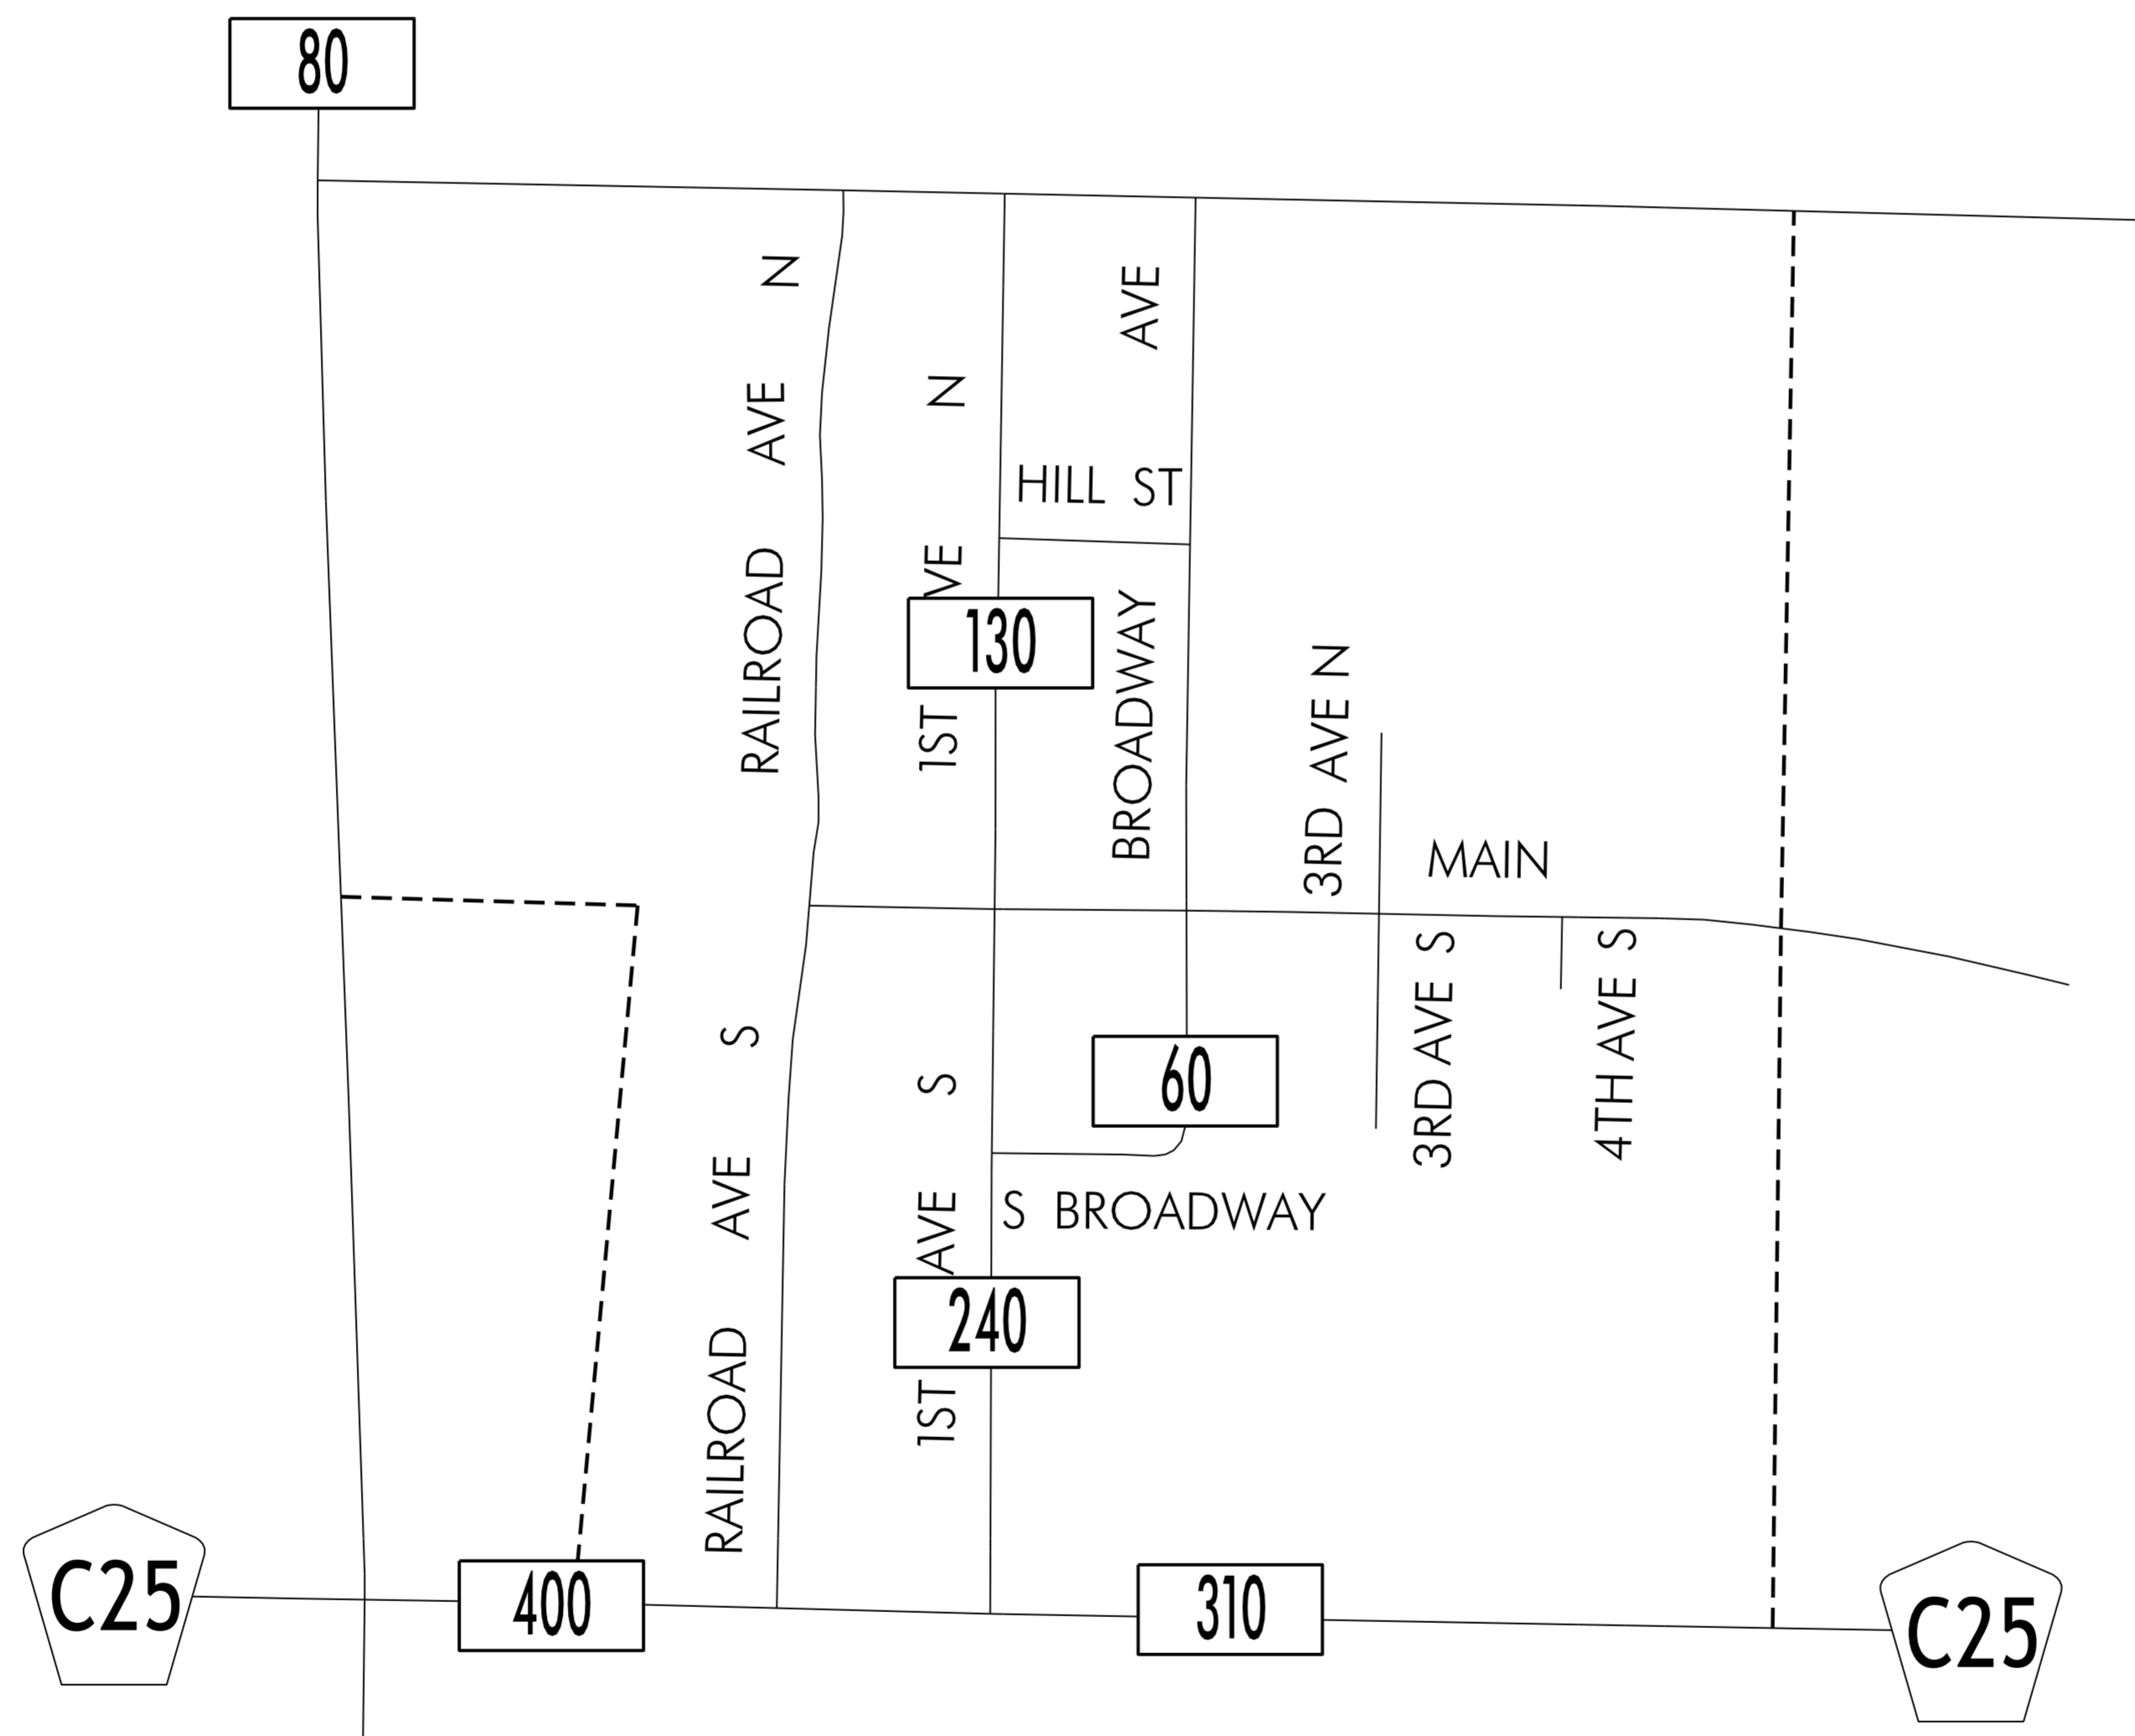 80
RAILROAD AVE N
1ST VE N
AVE
BROADWAY
HILL ST
130
3RD AVE N
MAIN
RAILROAD AVE S
1ST AVE S
60
3RD AVE S
4TH AVE S
S BROADWAY
240
C25
400
310
C25